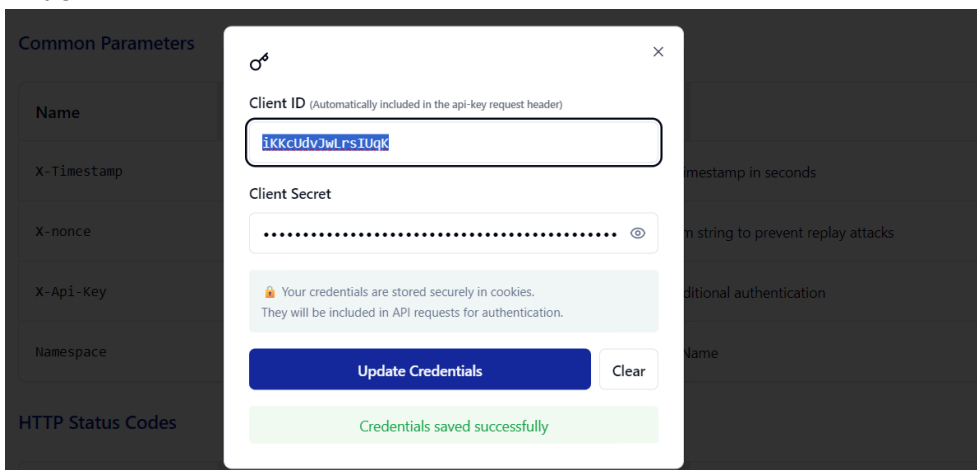 Common Parameters
Name
X-Timestamp
imestamp in seconds
X-nonce
m string to prevent replay attacks
X-Api-Key
ditional authentication
Namespace
Name
HTTP Status Codes
Client ID (Automatically included in the api-key request header)
iKKcUdvJwLrsIUqK
Client Secret
🔒 Your credentials are stored securely in cookies.
They will be included in API requests for authentication.
Update Credentials
Clear
Credentials saved successfully